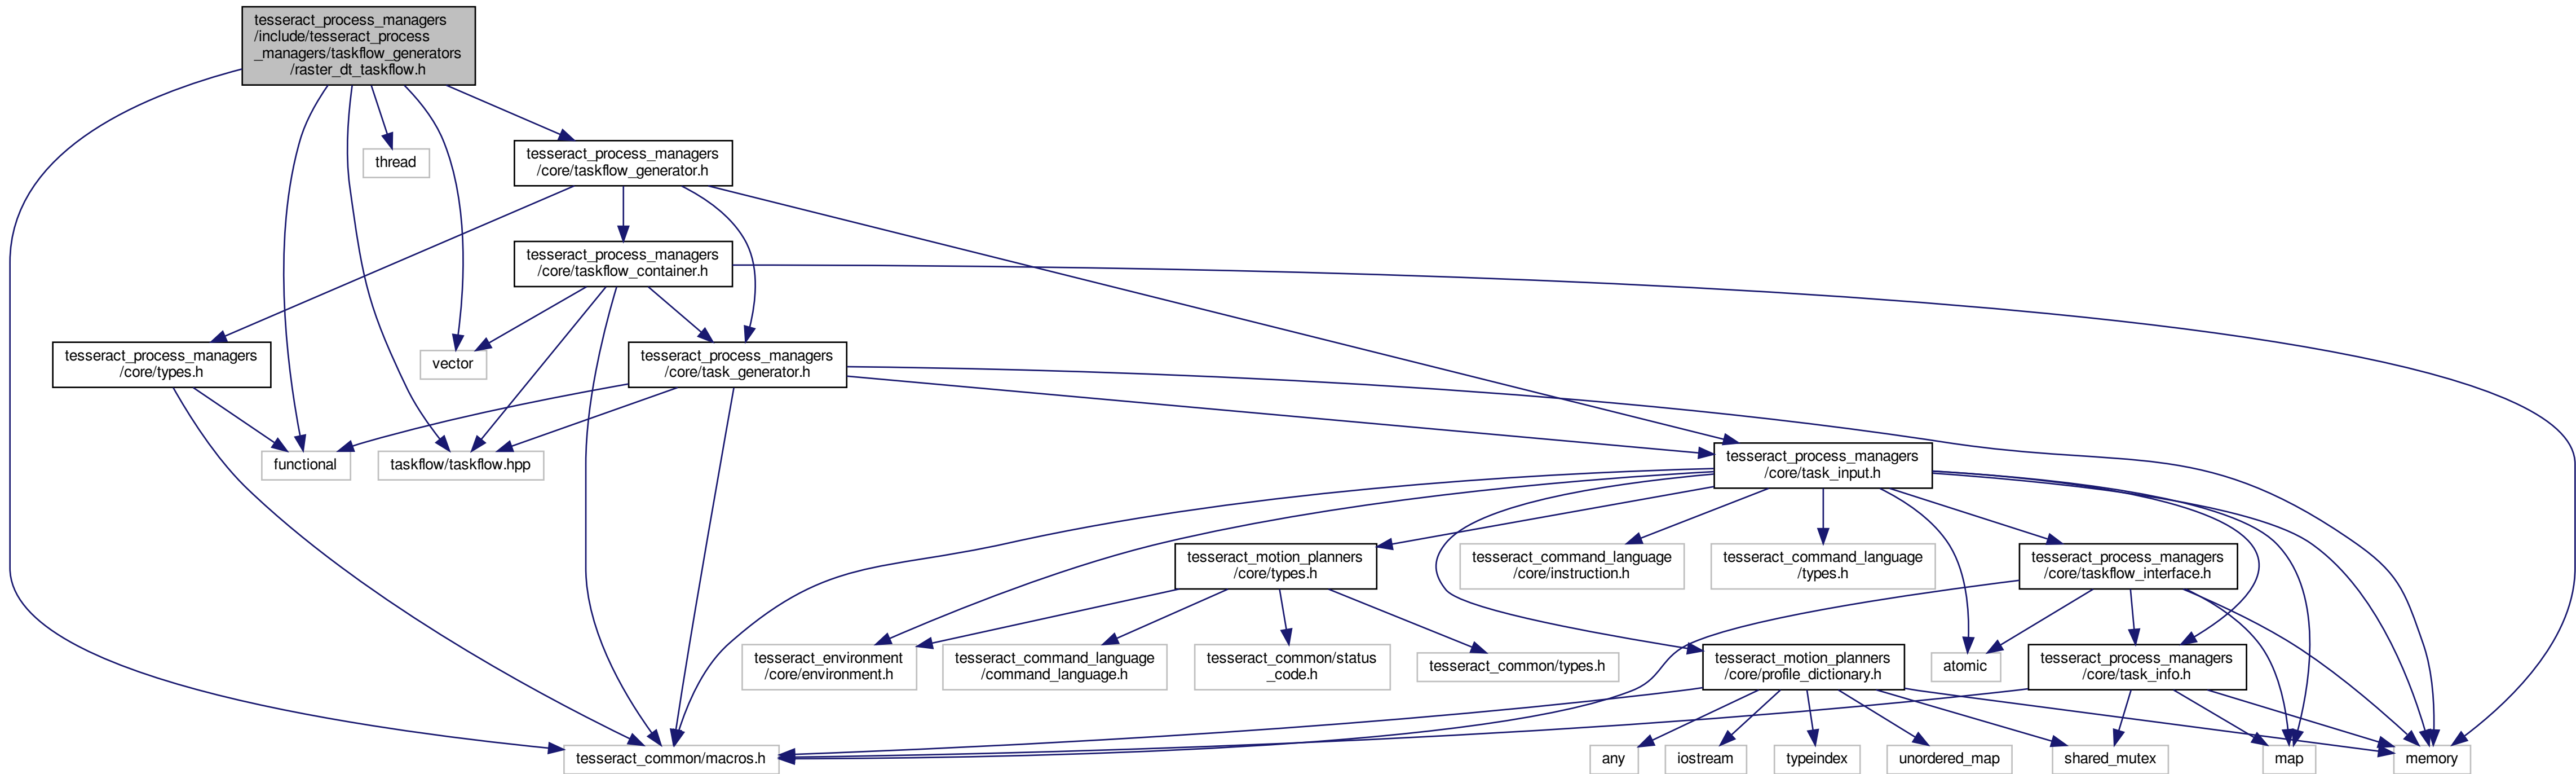 tesseract_process_managers
/include/tesseract_process
_managers/taskflow_generators
/raster_dt_taskflow.h
thread
tesseract_process_managers
/core/taskflow_generator.h
tesseract_process_managers
/core/taskflow_container.h
tesseract_process_managers
/core/types.h
vector
tesseract_process_managers
/core/task_generator.h
functional
taskflow/taskflow.hpp
tesseract_process_managers
/core/task_input.h
tesseract_motion_planners
/core/types.h
tesseract_command_language
/core/instruction.h
tesseract_command_language
/types.h
tesseract_process_managers
/core/taskflow_interface.h
tesseract_environment
/core/environment.h
tesseract_command_language
/command_language.h
tesseract_common/status
_code.h
tesseract_common/types.h
tesseract_motion_planners
/core/profile_dictionary.h
atomic
tesseract_process_managers
/core/task_info.h
tesseract_common/macros.h
any
iostream
typeindex
unordered_map
shared_mutex
map
memory